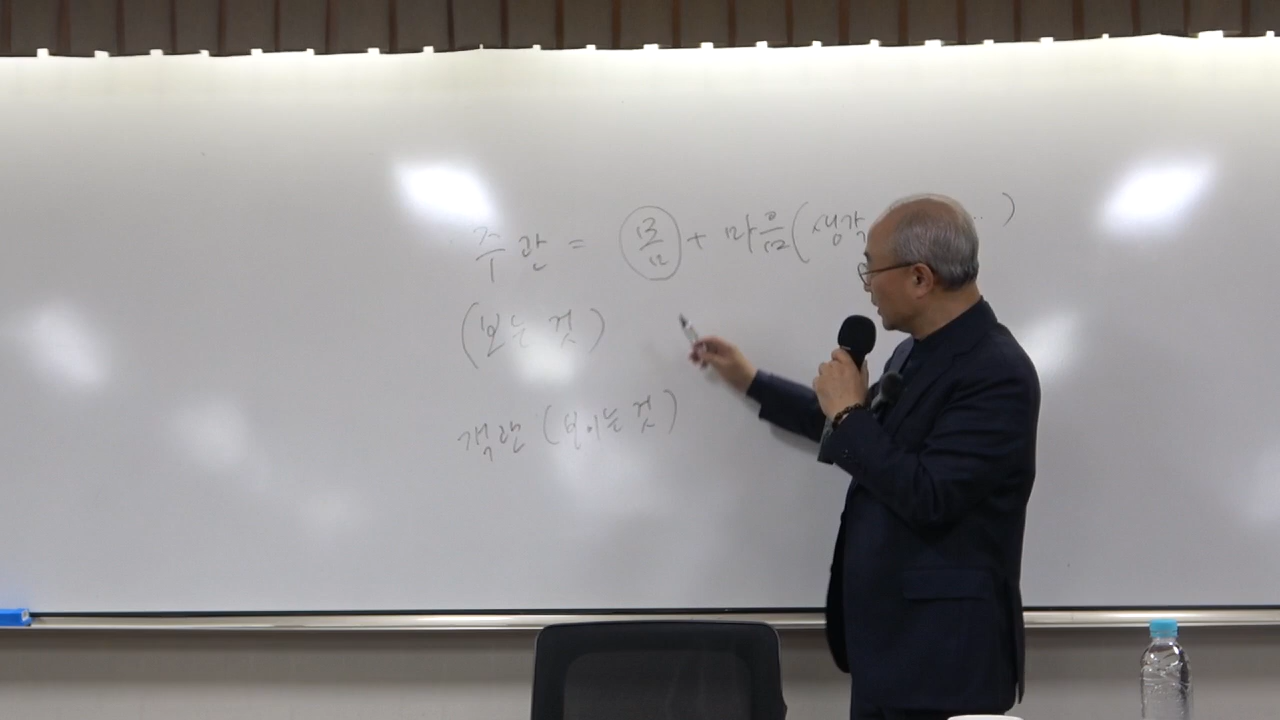 주관 = 몸 + 마음(생각 ..)
(보는 것)
객관 (보이는 것)